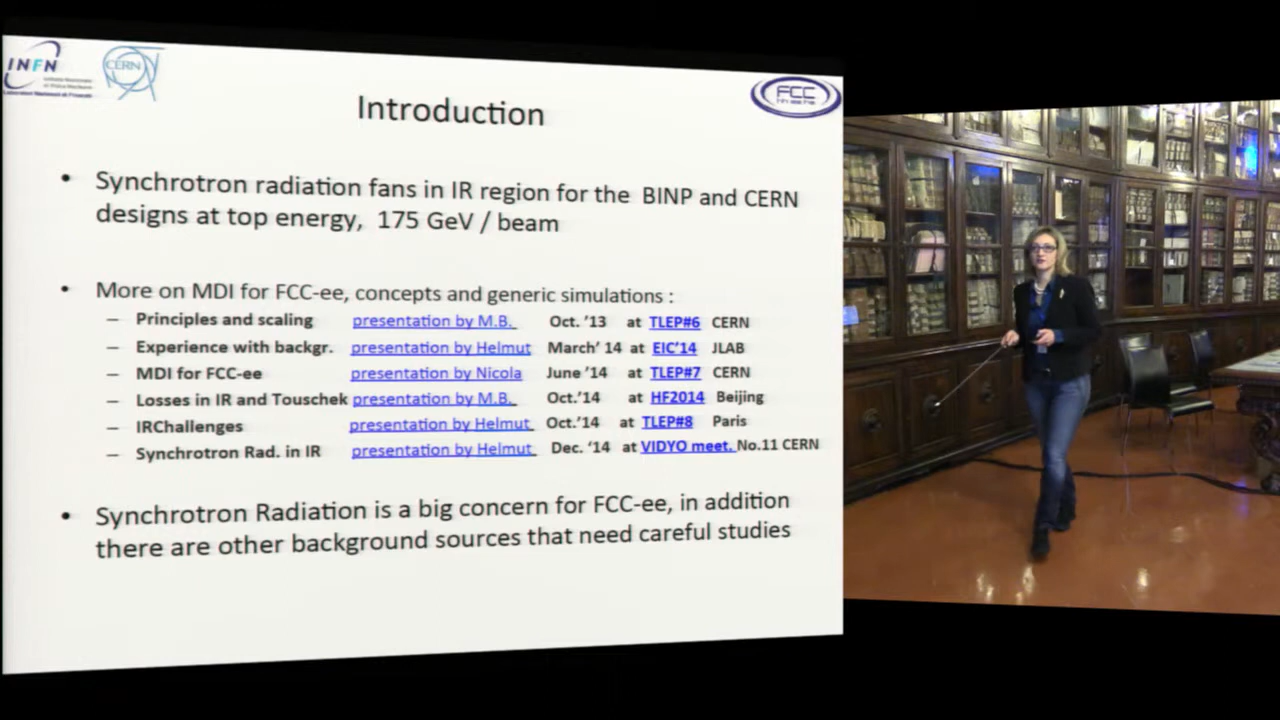 INFN
CERN
FCC
Introduction
• Synchrotron radiation fans in IR region for the BINP and CERN
designs at top energy, 175 GeV / beam
• More on MDI for FCC-ee, concepts and generic simulations :
– Principles and scaling presentation by M.B. Oct. '13 at TLEP#6 CERN
– Experience with backgr. presentation by Helmut March' 14 at EIC'14 JLAB
– MDI for FCC-ee presentation by Nicola June '14 at TLEP#7 CERN
– Losses in IR and Touschek presentation by M.B. Oct.'14 at HF2014 Beijing
– IRChallenges presentation by Helmut Oct.'14 at TLEP#8 Paris
– Synchrotron Rad. in IR presentation by Helmut Dec. '14 at VIDYO meet. No.11 CERN
• Synchrotron Radiation is a big concern for FCC-ee, in addition
there are other background sources that need careful studies